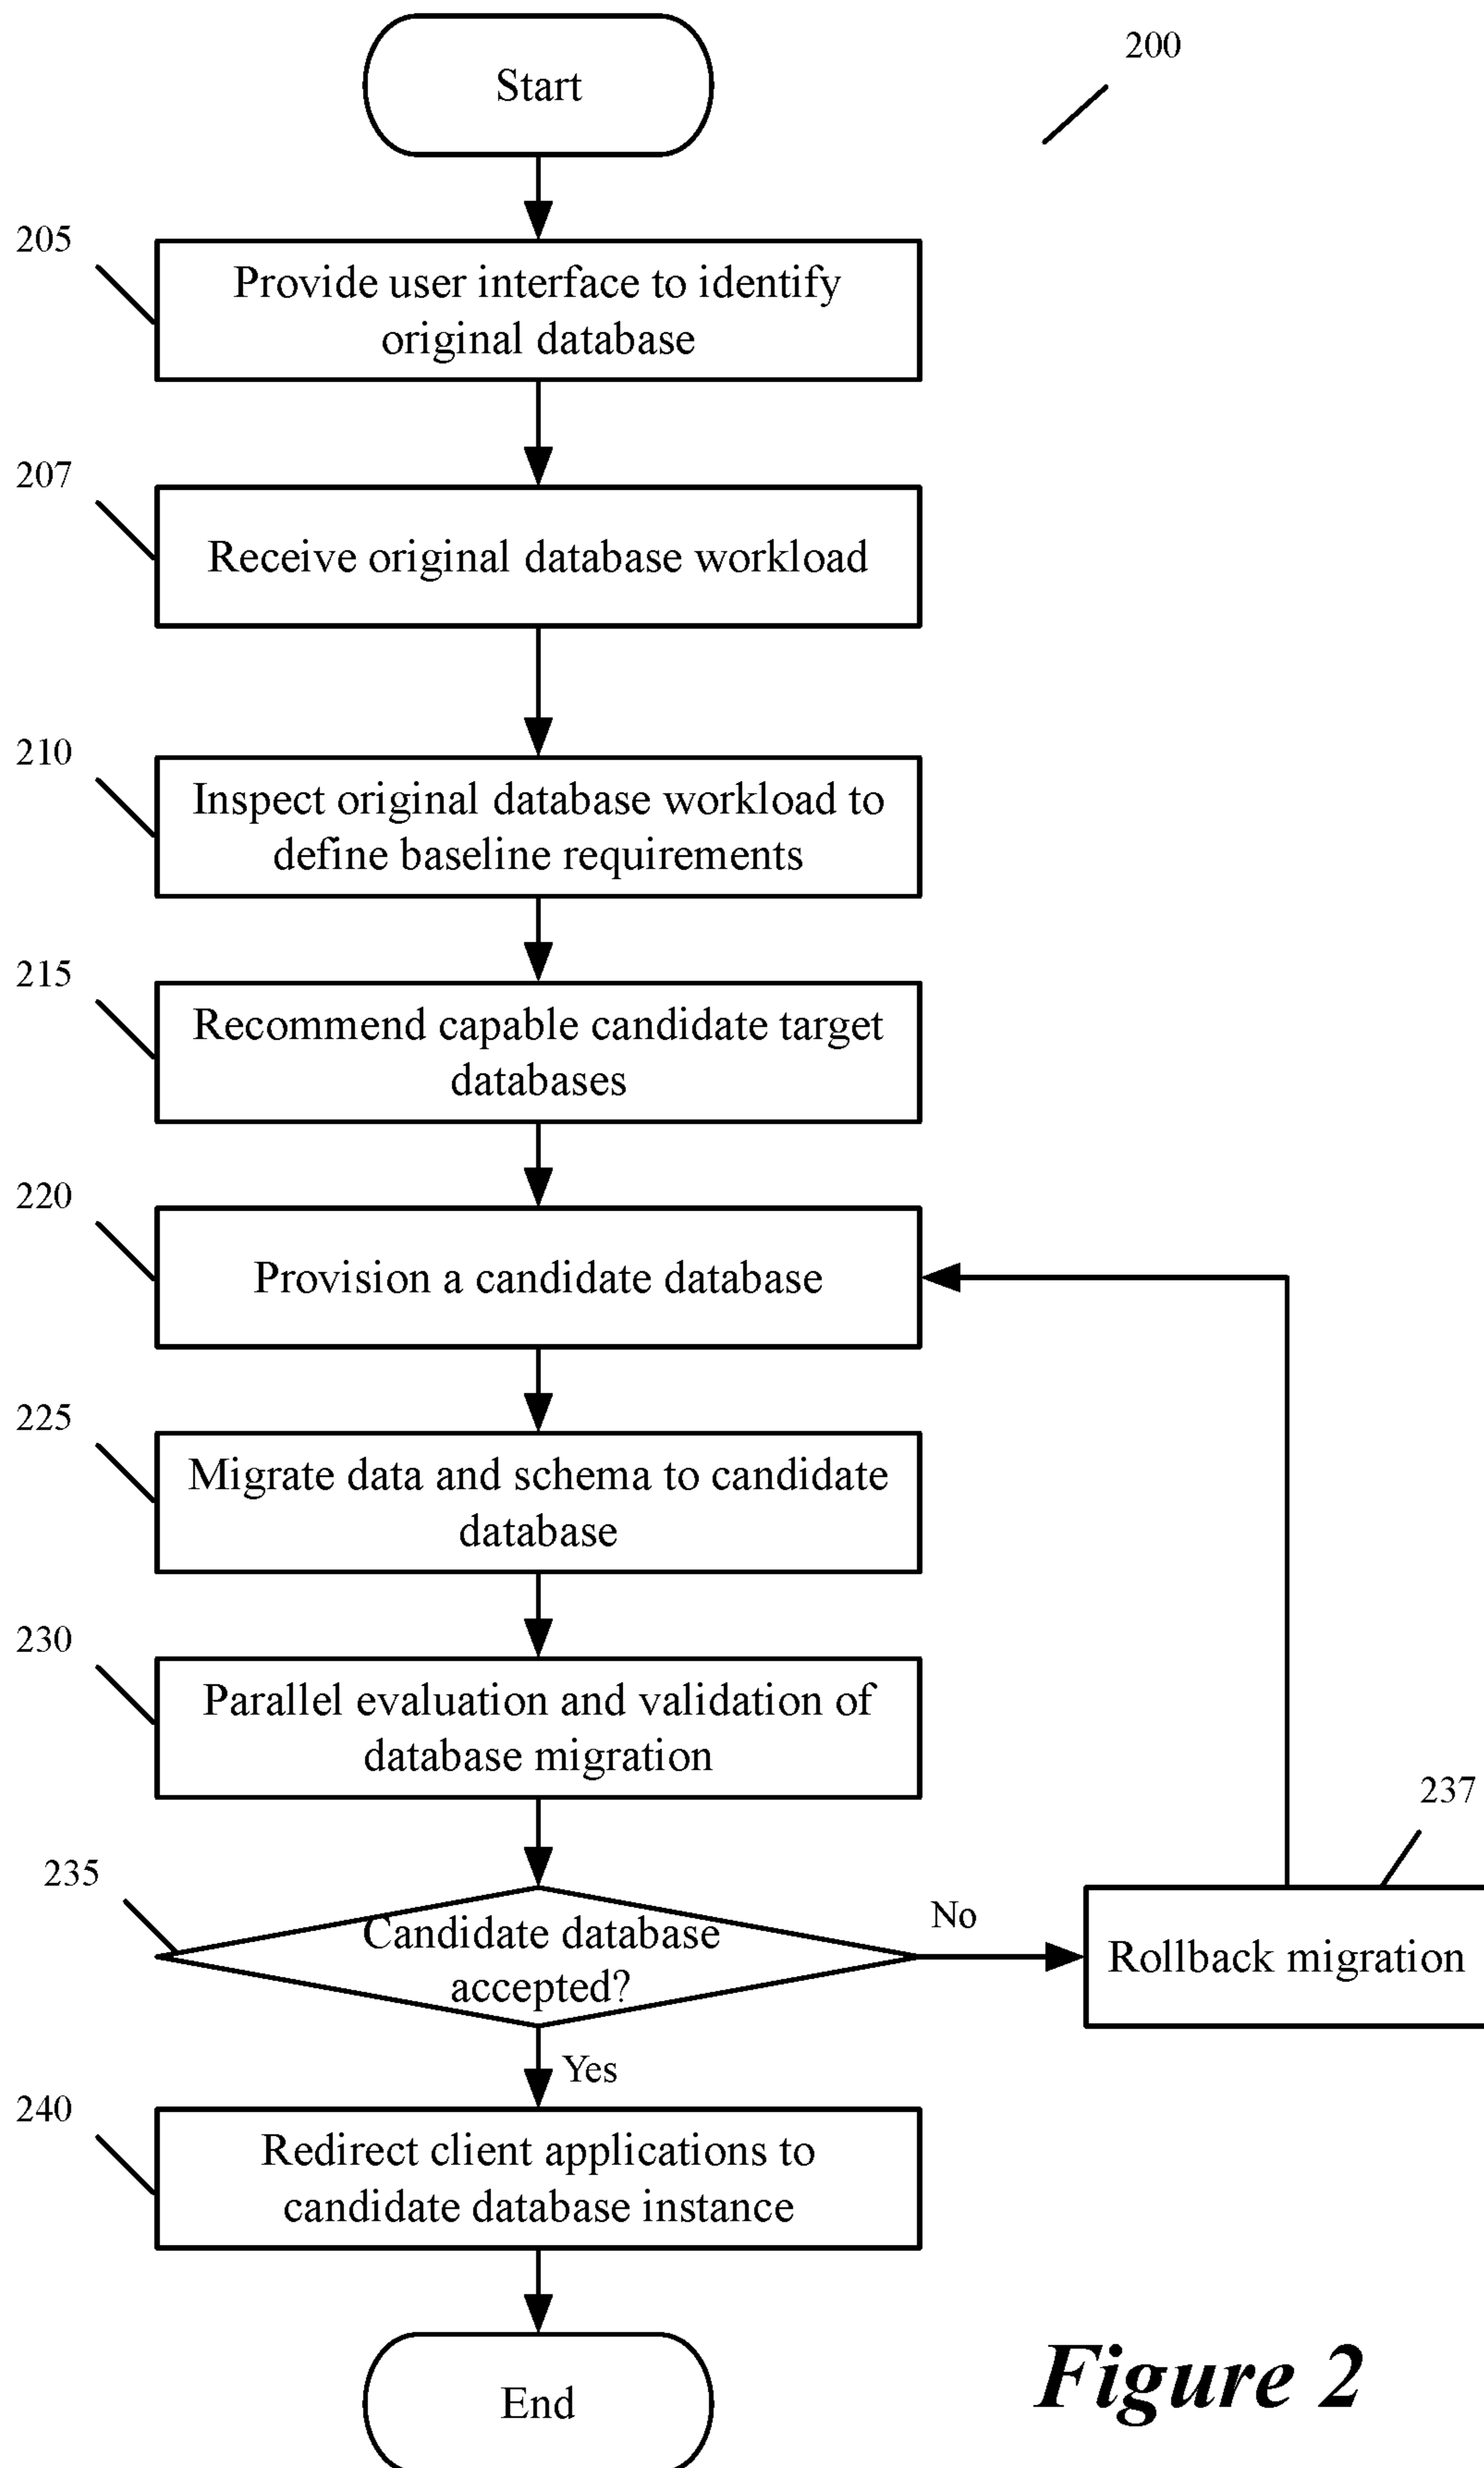 Start
200
205
Provide user interface to identify
original database
207
Receive original database workload
210
Inspect original database workload to
define baseline requirements
215
Recommend capable candidate target
databases
220
Provision a candidate database
225
Migrate data and schema to candidate
database
230
Parallel evaluation and validation of
database migration
235
Candidate database
accepted?
No
237
Rollback migration
Yes
240
Redirect client applications to
candidate database instance
End
Figure 2